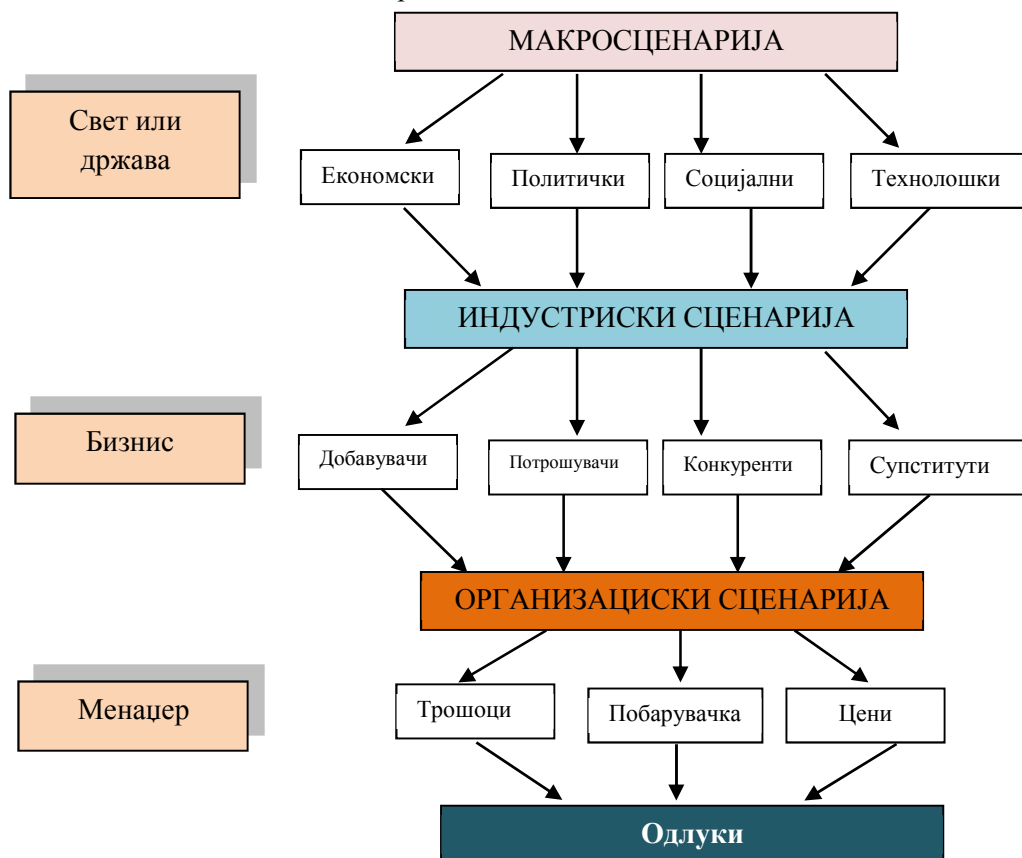 МАКРОСЦЕНАРИЈА
Свет или
држава
Економски
Политички
Социјални
Технолошки
ИНДУСТРИСКИ СЦЕНАРИЈА
Бизнис
Добавувачи
Потрошувачи
Конкуренти
Супститути
ОРГАНИЗАЦИСКИ СЦЕНАРИЈА
Менаџер
Трошоци
Побарувачка
Цени
Одлуки